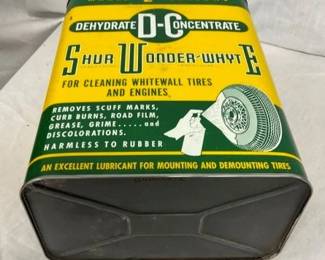 DEHYDRATE D-C CONCENTRATE
SHUR WONDER-WHYTE
FOR CLEANING WHITEWALL TIRES
AND ENGINES
REMOVES SCUFF MARKS,
CURB BURNS, ROAD FILM,
GREASE, GRIME.....and
DISCOLORATIONS.
HARMLESS TO RUBBER
AN EXCELLENT LUBRICANT FOR MOUNTING AND DEMOUNTING TIRES